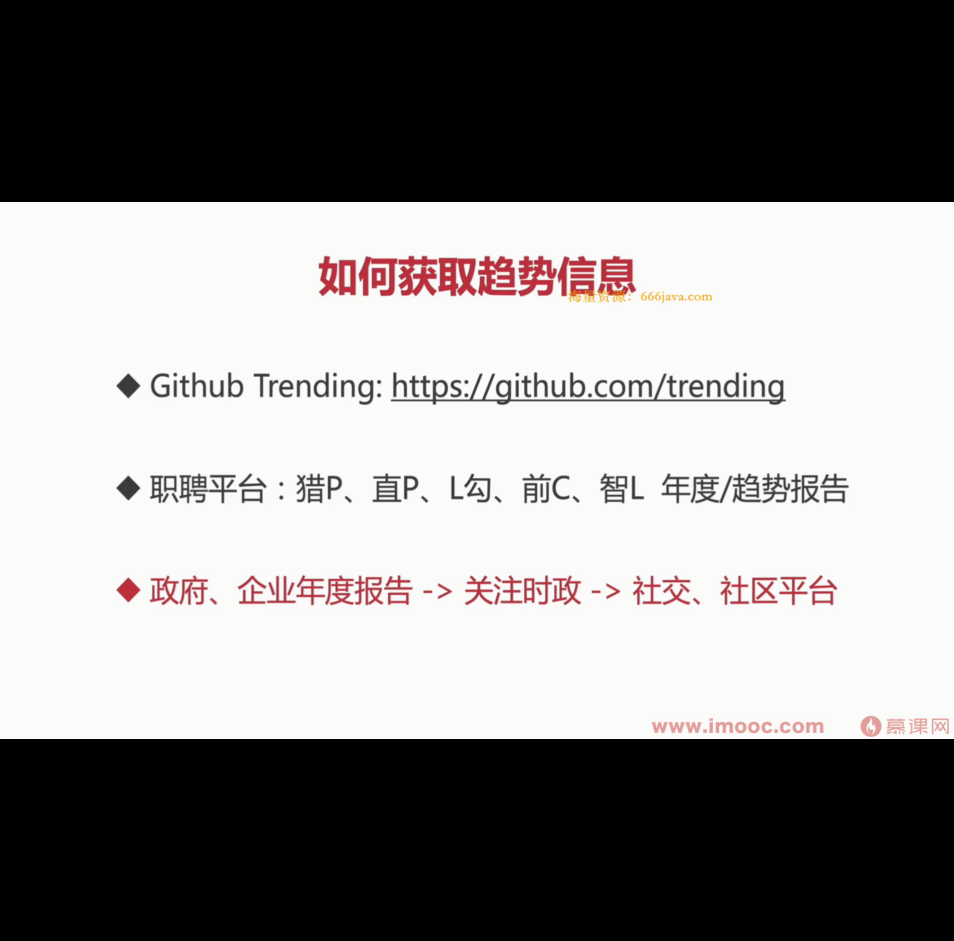 如何获取趋势信息
海量资源：666java.com
◆ Github Trending: https://github.com/trending
◆ 职聘平台：猎P、直P、L勾、前C、智L 年度/趋势报告
◆ 政府、企业年度报告 -> 关注时政 -> 社交、社区平台
www.imooc.com 慕课网